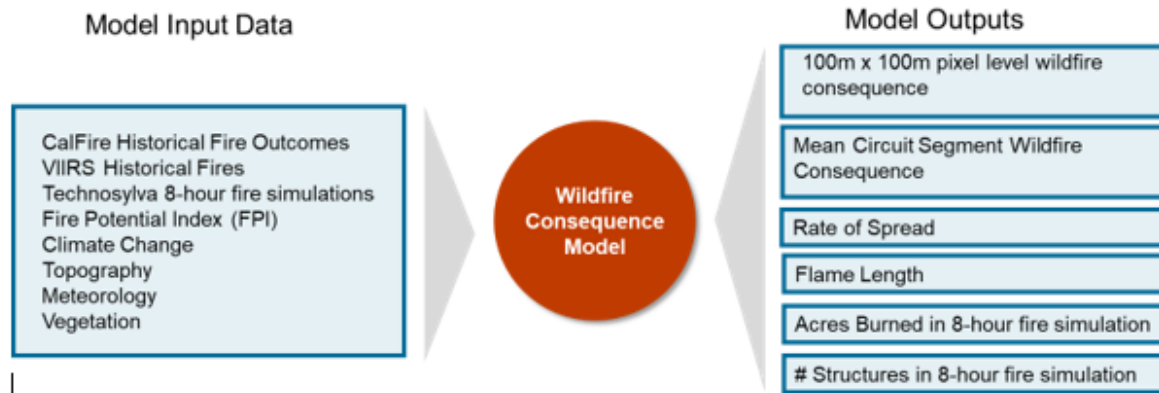 Model Input Data
CalFire Historical Fire Outcomes
VIIRS Historical Fires
Technosylva 8-hour fire simulations
Fire Potential Index (FPI)
Climate Change
Topography
Meteorology
Vegetation
Wildfire
Consequence
Model
Model Outputs
100m x 100m pixel level wildfire
consequence
Mean Circuit Segment Wildfire
Consequence
Rate of Spread
Flame Length
Acres Burned in 8-hour fire simulation
# Structures in 8-hour fire simulation